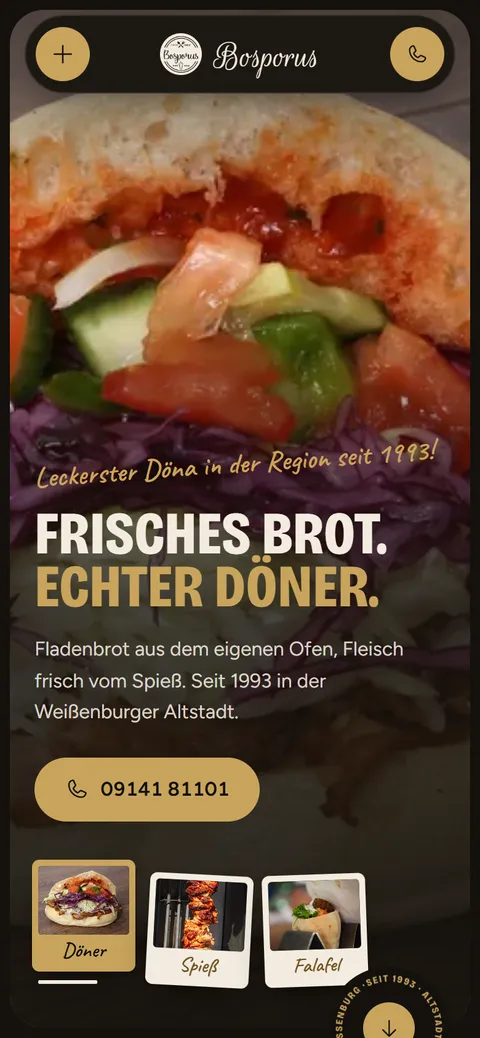 Bosporus
Bosporus
Leckerster Döna in der Region seit 1993!
FRISCHES BROT.
ECHTER DÖNER.
Fladenbrot aus dem eigenen Ofen, Fleisch
frisch vom Spieß. Seit 1993 in der
Weißenburger Altstadt.
09141 81101
Döner
Spieß
Falafel
SEIT 1993 · ALTSTADT